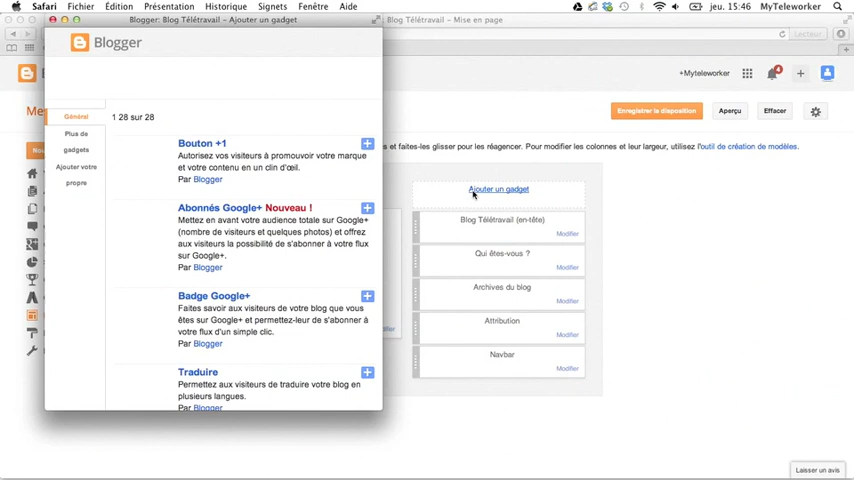 Safari Fichier Édition Présentation Historique Signets Fenêtre Aide jeu. 15:46 MyTeleworker
Blogger: Blog Télétravail – Ajouter un gadget
Blog Télétravail – Mise en page
Lecteur
Blogger
+Myteleworker
4
Me
Enregistrer la disposition Aperçu Effacer
Général
Plus de
gadgets
Ajouter votre
propre
Nou
1 28 sur 28
Bouton +1
Autorisez vos visiteurs à promouvoir votre marque
et votre contenu en un clin d'œil.
Par Blogger
Abonnés Google+ Nouveau !
Mettez en avant votre audience totale sur Google+
(nombre de visiteurs et quelques photos) et offrez
aux visiteurs la possibilité de s'abonner à votre flux
sur Google+.
Par Blogger
Badge Google+
Faites savoir aux visiteurs de votre blog que vous
êtes sur Google+ et permettez-leur de s'abonner à
votre flux d'un simple clic.
Par Blogger
Traduire
Permettez aux visiteurs de traduire votre blog en
plusieurs langues.
Par Blogger
s et faites-les glisser pour les réagencer. Pour modifier les colonnes et leur largeur, utilisez l'outil de création de modèles.
Ajouter un gadget
Blog Télétravail (en-tête)
Modifier
Qui êtes-vous ?
Modifier
Archives du blog
Modifier
Attribution
Modifier
difier
Navbar
Modifier
Laisser un avis